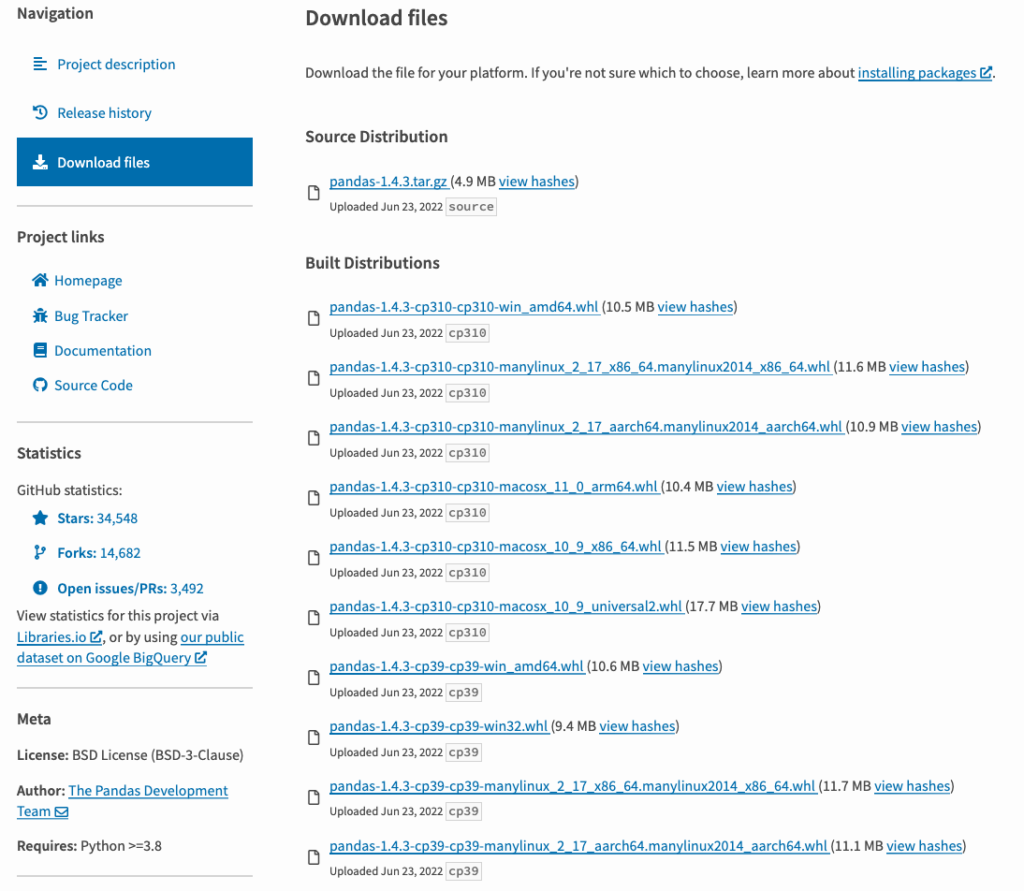 Navigation
Project description
Release history
Download files
Project links
Homepage
Bug Tracker
Documentation
Source Code
Statistics
GitHub statistics:
Stars: 34,548
Forks: 14,682
Open issues/PRs: 3,492
View statistics for this project via
Libraries.io, or by using our public
dataset on Google BigQuery
Meta
License: BSD License (BSD-3-Clause)
Author: The Pandas Development
Team
Requires: Python >=3.8
Download files
Download the file for your platform. If you're not sure which to choose, learn more about installing packages.
Source Distribution
pandas-1.4.3.tar.gz (4.9 MB view hashes)
Uploaded Jun 23, 2022 source
Built Distributions
pandas-1.4.3-cp310-cp310-win_amd64.whl (10.5 MB view hashes)
Uploaded Jun 23, 2022 cp310
pandas-1.4.3-cp310-cp310-manylinux_2_17_x86_64.manylinux2014_x86_64.whl (11.6 MB view hashes)
Uploaded Jun 23, 2022 cp310
pandas-1.4.3-cp310-cp310-manylinux_2_17_aarch64.manylinux2014_aarch64.whl (10.9 MB view hashes)
Uploaded Jun 23, 2022 cp310
pandas-1.4.3-cp310-cp310-macosx_11_0_arm64.whl (10.4 MB view hashes)
Uploaded Jun 23, 2022 cp310
pandas-1.4.3-cp310-cp310-macosx_10_9_x86_64.whl (11.5 MB view hashes)
Uploaded Jun 23, 2022 cp310
pandas-1.4.3-cp310-cp310-macosx_10_9_universal2.whl (17.7 MB view hashes)
Uploaded Jun 23, 2022 cp310
pandas-1.4.3-cp39-cp39-win_amd64.whl (10.6 MB view hashes)
Uploaded Jun 23, 2022 cp39
pandas-1.4.3-cp39-cp39-win32.whl (9.4 MB view hashes)
Uploaded Jun 23, 2022 cp39
pandas-1.4.3-cp39-cp39-manylinux_2_17_x86_64.manylinux2014_x86_64.whl (11.7 MB view hashes)
Uploaded Jun 23, 2022 cp39
pandas-1.4.3-cp39-cp39-manylinux_2_17_aarch64.manylinux2014_aarch64.whl (11.1 MB view hashes)
Uploaded Jun 23, 2022 cp39